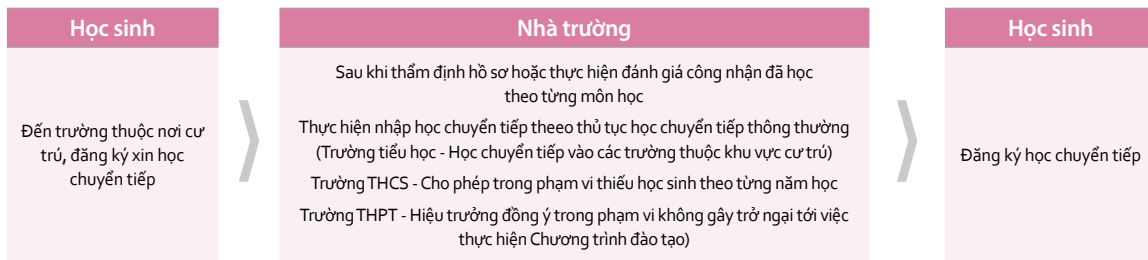 Học sinh
Đến trường thuộc nơi cư
trú, đăng ký xin học
chuyển tiếp
Nhà trường
Sau khi thẩm định hồ sơ hoặc thực hiện đánh giá công nhận đã học
theo từng môn học
Thực hiện nhập học chuyển tiếp theeo thủ tục học chuyển tiếp thông thường
(Trường tiểu học - Học chuyển tiếp vào các trường thuộc khu vực cư trú)
Trường THCS - Cho phép trong phạm vi thiếu học sinh theo từng năm học
Trường THPT - Hiệu trưởng đồng ý trong phạm vi không gây trở ngại tới việc
thực hiện Chương trình đào tạo)
Học sinh
Đăng ký học chuyển tiếp